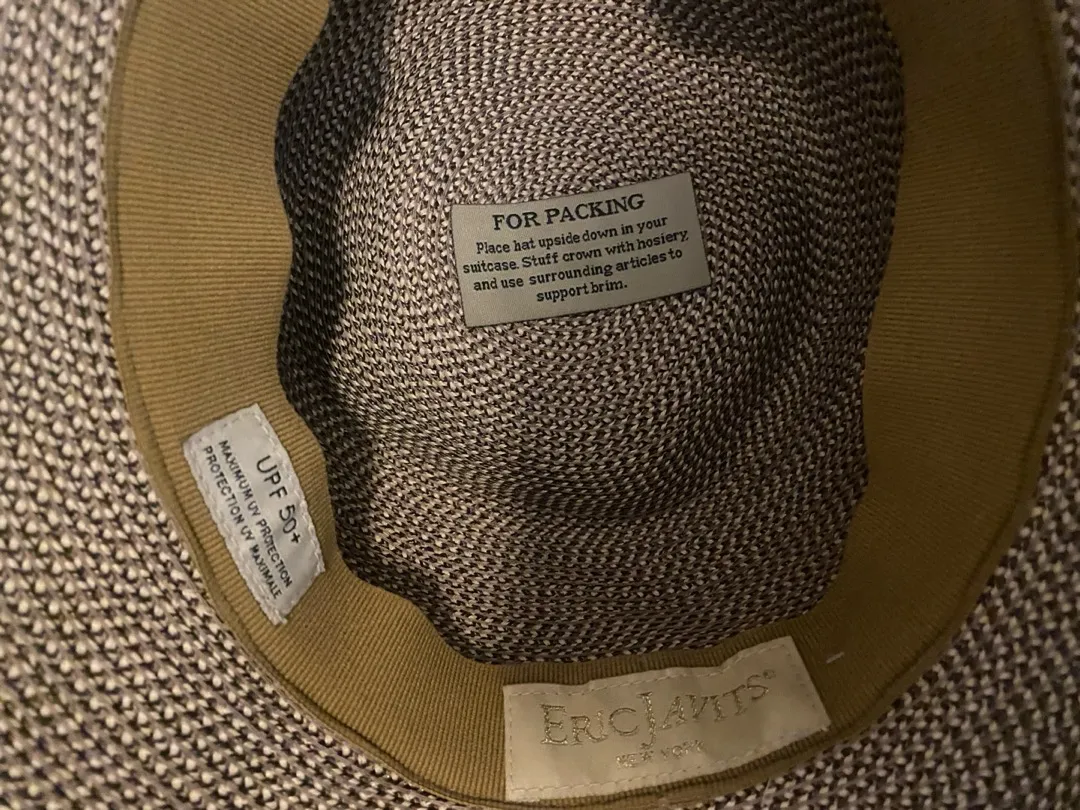 FOR PACKING
Place hat upside down in your
suitcase. Stuff crown with hosiery,
and use surrounding articles to
support brim.
UPF 50+
MAXIMUM UV PROTECTION
PROTECTION UV MAXIMALE
ERIC JAVITS®
NEW YORK